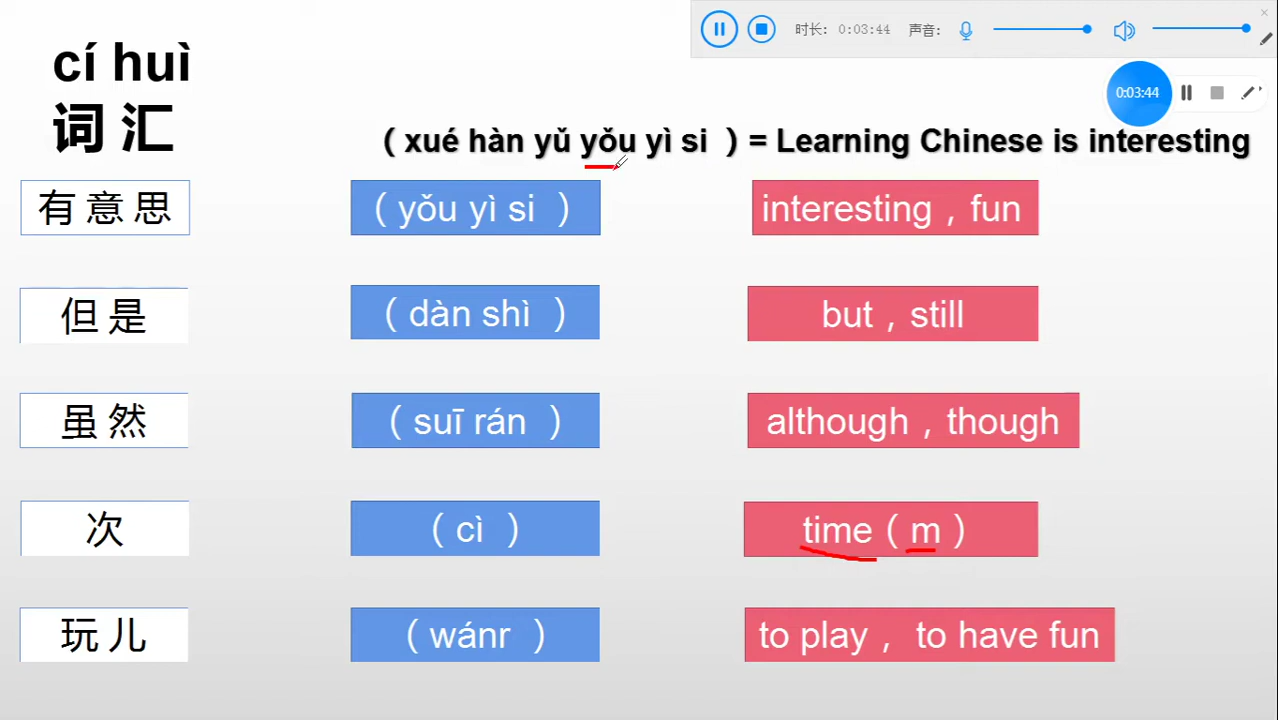 时长: 0:03:44 声音:
0:03:44
cí huì
词 汇
（ xué hàn yǔ yǒu yì si ）= Learning Chinese is interesting
有 意 思 （ yǒu yì si ） interesting，fun
但 是 （ dàn shì ） but，still
虽 然 （ suī rán ） although，though
次 （ cì ） time（ m ）
玩 儿 （ wánr ） to play， to have fun